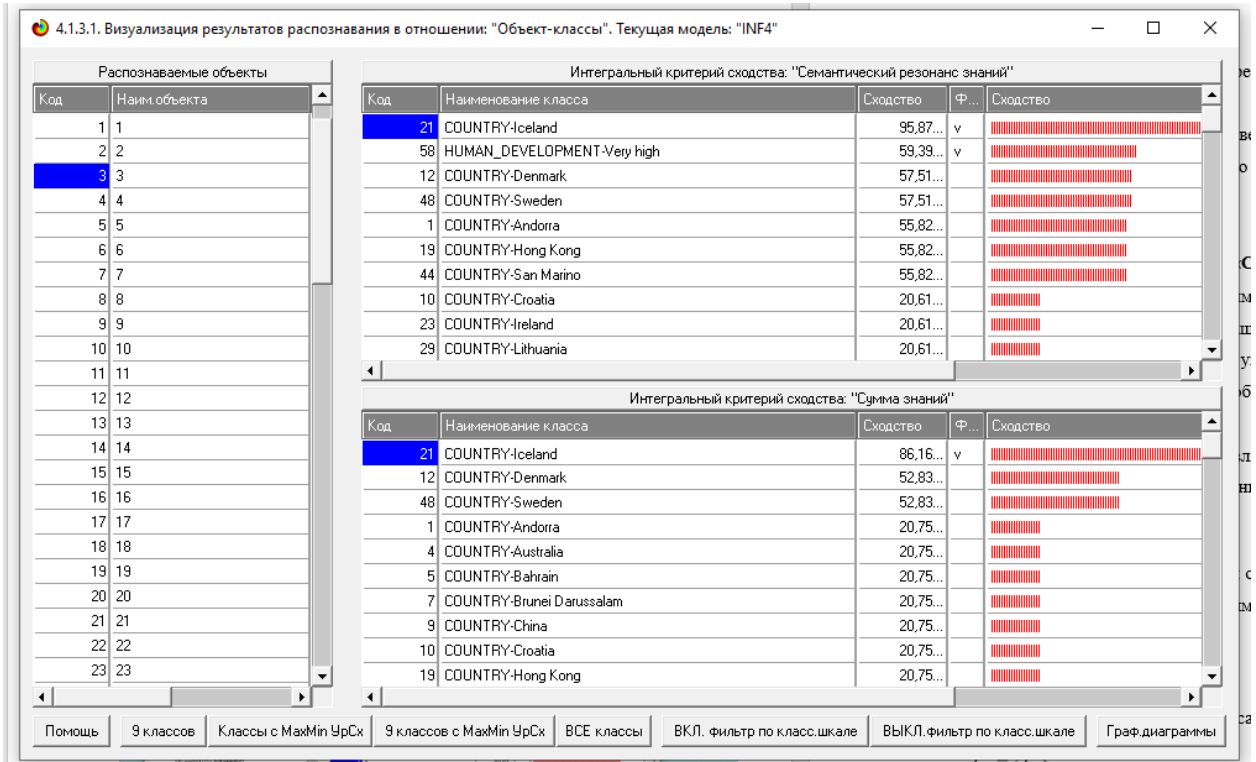 4.1.3.1. Визуализация результатов распознавания в отношении: "Объект-классы". Текущая модель: "INF4"
Распознаваемые объекты
Код Наим.объекта
1 1
2 2
3 3
4 4
5 5
6 6
7 7
8 8
9 9
10 10
11 11
12 12
13 13
14 14
15 15
16 16
17 17
18 18
19 19
20 20
21 21
22 22
23 23
Интегральный критерий сходства: "Семантический резонанс знаний"
Код Наименование класса Сходство Ф... Сходство
21 COUNTRY-Iceland 95,87... v
58 HUMAN_DEVELOPMENT-Very high 59,39... v
12 COUNTRY-Denmark 57,51...
48 COUNTRY-Sweden 57,51...
1 COUNTRY-Andorra 55,82...
19 COUNTRY-Hong Kong 55,82...
44 COUNTRY-San Marino 55,82...
10 COUNTRY-Croatia 20,61...
23 COUNTRY-Ireland 20,61...
29 COUNTRY-Lithuania 20,61...
Интегральный критерий сходства: "Сумма знаний"
Код Наименование класса Сходство Ф... Сходство
21 COUNTRY-Iceland 86,16... v
12 COUNTRY-Denmark 52,83...
48 COUNTRY-Sweden 52,83...
1 COUNTRY-Andorra 20,75...
4 COUNTRY-Australia 20,75...
5 COUNTRY-Bahrain 20,75...
7 COUNTRY-Brunei Darussalam 20,75...
9 COUNTRY-China 20,75...
10 COUNTRY-Croatia 20,75...
19 COUNTRY-Hong Kong 20,75...
Помощь 9 классов Классы с MaxMin УрСх 9 классов с MaxMin УрСх ВСЕ классы ВКЛ. фильтр по класс.шкале ВЫКЛ.фильтр по класс.шкале Граф.диаграммы